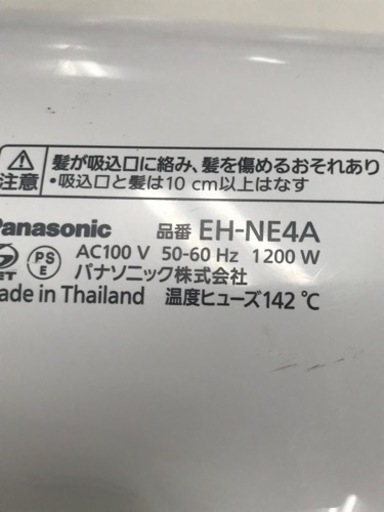 注意
髪が吸込口に絡み、髪を傷めるおそれあり
・吸込口と髪は10 cm以上はなす
Panasonic 品番 EH-NE4A
PS E AC100 V 50-60 Hz 1200 W
パナソニック株式会社
Made in Thailand 温度ヒューズ142 ℃